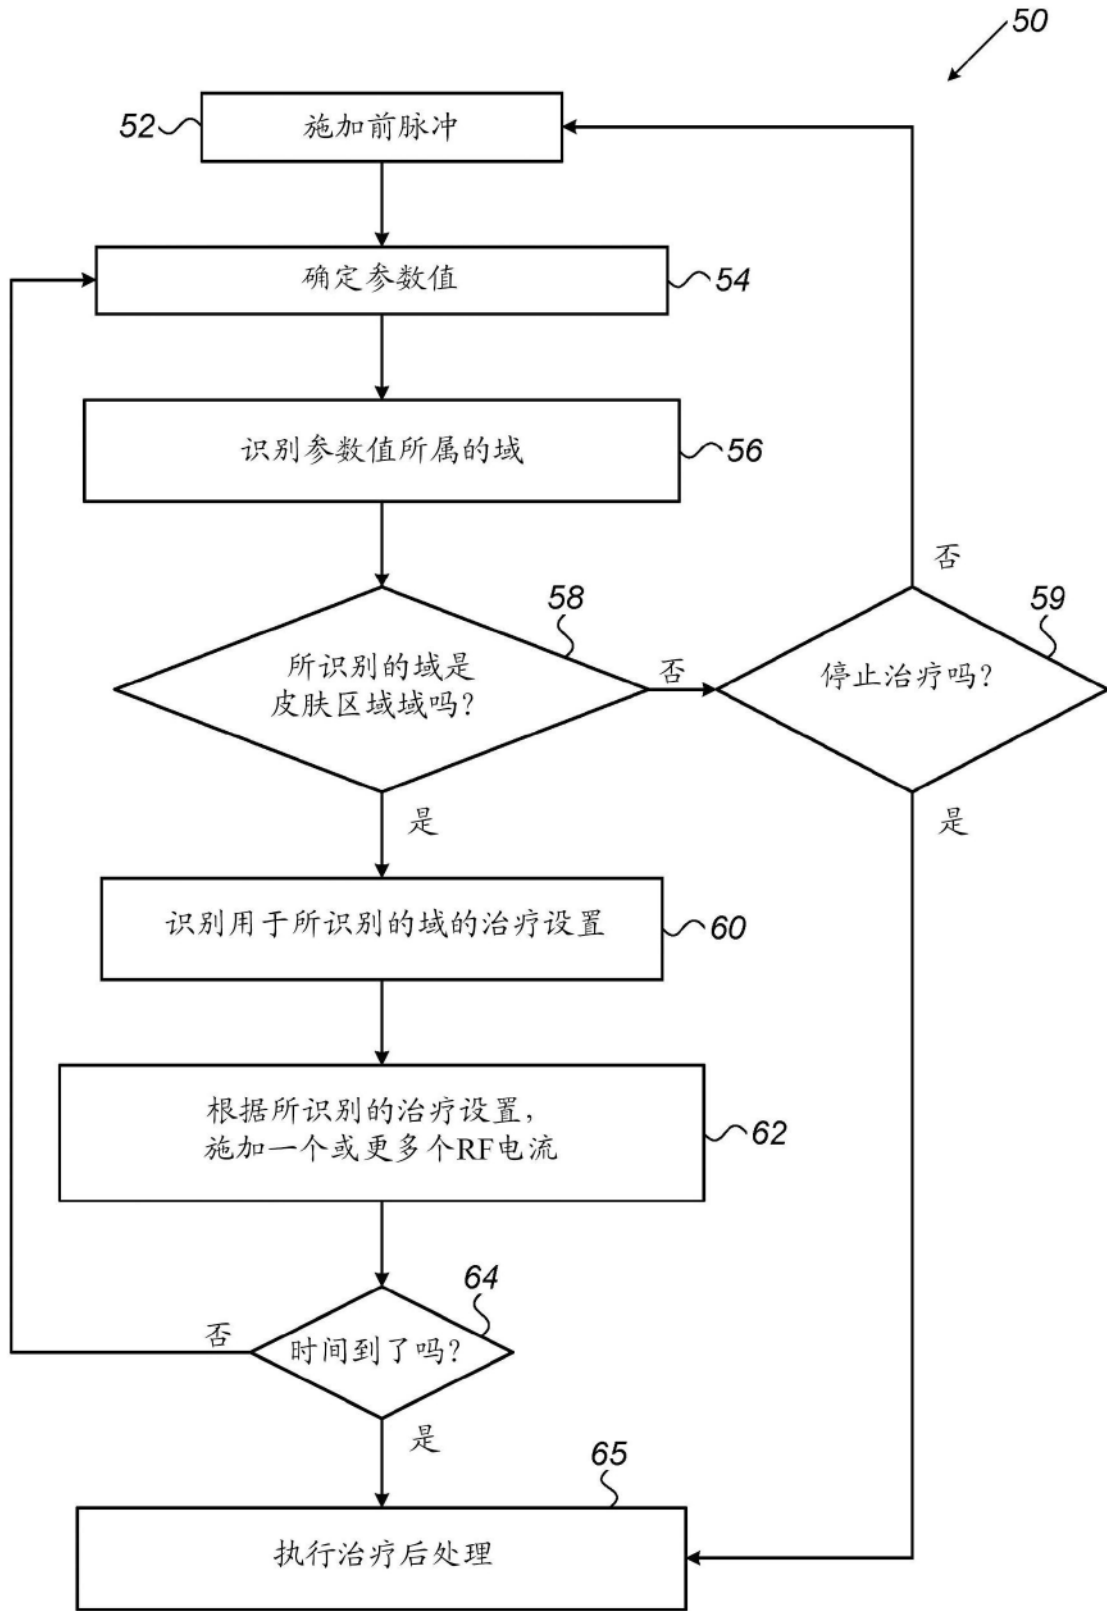 50
52
施加前脉冲
确定参数值
54
识别参数值所属的域
56
58
所识别的域是
皮肤区域域吗?
否
否
59
停止治疗吗?
是
是
识别用于所识别的域的治疗设置
60
根据所识别的治疗设置,
施加一个或更多个RF电流
62
64
时间到了吗?
否
是
65
执行治疗后处理